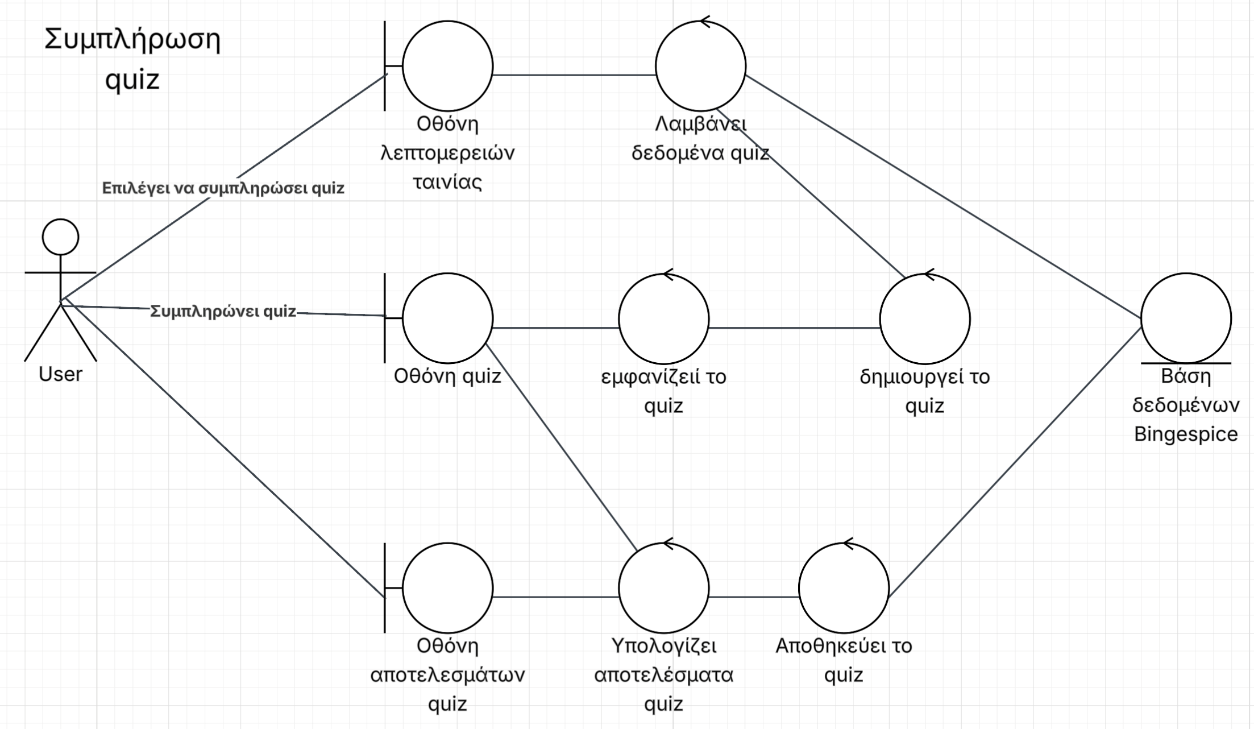 Συμπλήρωση
quiz
Οθόνη
λεπτομερειών
ταινίας
Λαμβάνει
δεδομένα quiz
Επιλέγει να συμπληρώσει quiz
Συμπληρώνει quiz
User
Οθόνη quiz
εμφανίζειί το
quiz
δημιουργεί το
quiz
Βάση
δεδομένων
Bingespice
Οθόνη
αποτελεσμάτων
quiz
Υπολογίζει
αποτελέσματα
quiz
Αποθηκεύει το
quiz